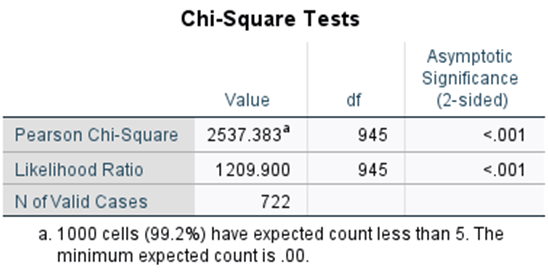 Chi-Square Tests
Value df Asymptotic Significance (2-sided)
Pearson Chi-Square 2537.383a 945 <.001
Likelihood Ratio 1209.900 945 <.001
N of Valid Cases 722
a. 1000 cells (99.2%) have expected count less than 5. The
minimum expected count is .00.